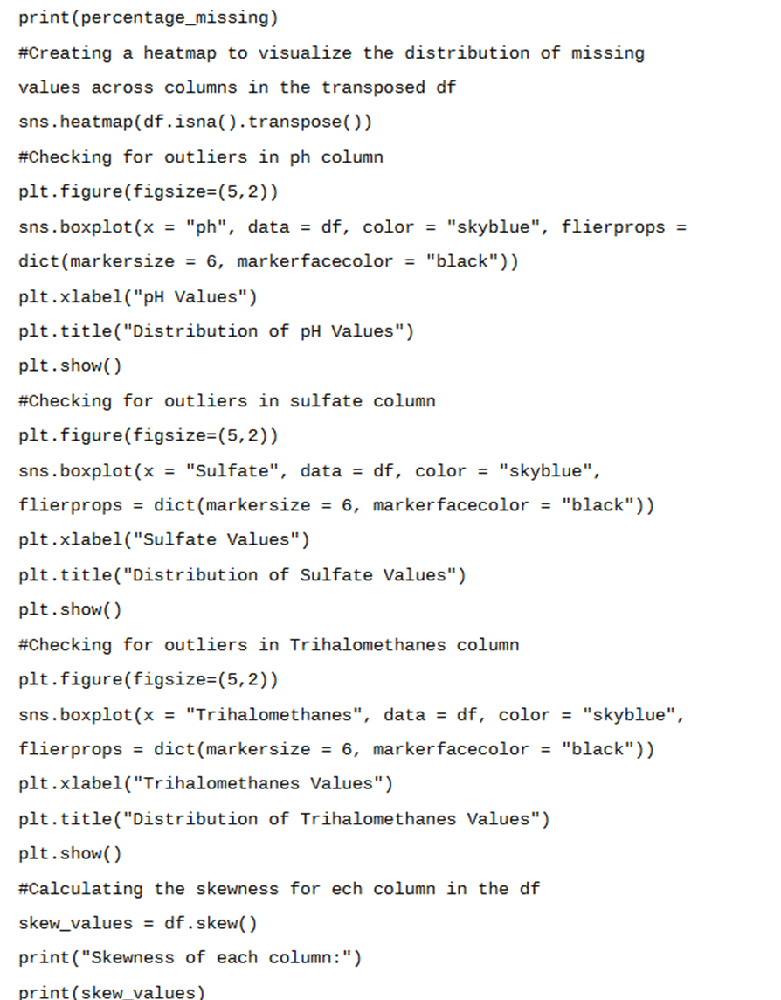 print(percentage_missing)
#Creating a heatmap to visualize the distribution of missing
values across columns in the transposed df
sns.heatmap(df.isna().transpose())
#Checking for outliers in ph column
plt.figure(figsize=(5,2))
sns.boxplot(x = "ph", data = df, color = "skyblue", flierprops =
dict(markersize = 6, markerfacecolor = "black"))
plt.xlabel("pH Values")
plt.title("Distribution of pH Values")
plt.show()
#Checking for outliers in sulfate column
plt.figure(figsize=(5,2))
sns.boxplot(x = "Sulfate", data = df, color = "skyblue",
flierprops = dict(markersize = 6, markerfacecolor = "black"))
plt.xlabel("Sulfate Values")
plt.title("Distribution of Sulfate Values")
plt.show()
#Checking for outliers in Trihalomethanes column
plt.figure(figsize=(5,2))
sns.boxplot(x = "Trihalomethanes", data = df, color = "skyblue",
flierprops = dict(markersize = 6, markerfacecolor = "black"))
plt.xlabel("Trihalomethanes Values")
plt.title("Distribution of Trihalomethanes Values")
plt.show()
#Calculating the skewness for ech column in the df
skew_values = df.skew()
print("Skewness of each column:")
print(skew_values)